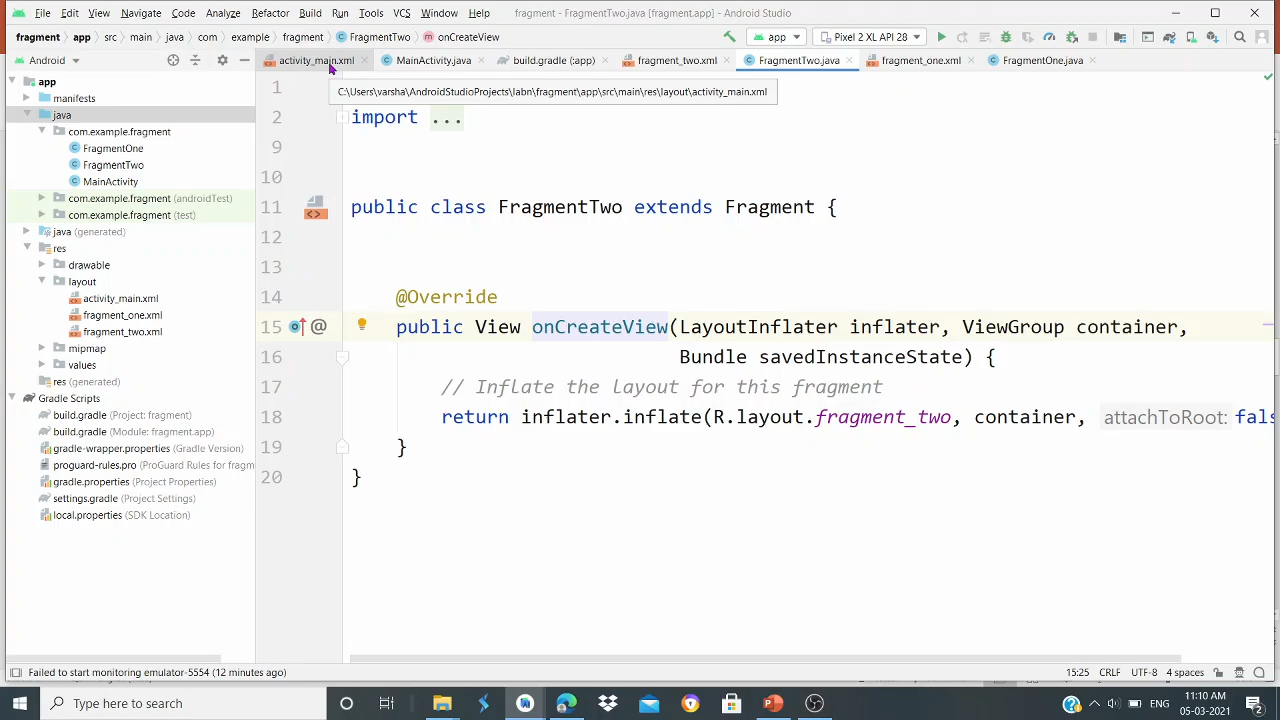 File Edit View Navigate Code Analyze Refactor Build Run Tools VCS Window Help fragment - FragmentTwo.java [fragment.app] - Android Studio
fragment app src main java com example fragment FragmentTwo onCreateView app Pixel 2 XL API 28
Android activity_main.xml MainActivity.java build.gradle (:app) fragment_two.xml FragmentTwo.java fragment_one.xml FragmentOne.java
C:\Users\varsha\AndroidStudioProjects\labn\fragment\app\src\main\res\layout\activity_main.xml
app
manifests
java
com.example.fragment
FragmentOne
FragmentTwo
MainActivity
com.example.fragment (androidTest)
com.example.fragment (test)
java (generated)
res
drawable
layout
activity_main.xml
fragment_one.xml
fragment_two.xml
mipmap
values
res (generated)
Gradle Scripts
build.gradle (Project: fragment)
build.gradle (Module: fragment.app)
gradle-wrapper.properties (Gradle Version)
proguard-rules.pro (ProGuard Rules for fragm
gradle.properties (Project Properties)
settings.gradle (Project Settings)
local.properties (SDK Location)
1
2 import ...
9
10
11 public class FragmentTwo extends Fragment {
12
13
14 @Override
15 public View onCreateView(LayoutInflater inflater, ViewGroup container,
16 Bundle savedInstanceState) {
17 // Inflate the layout for this fragment
18 return inflater.inflate(R.layout.fragment_two, container, attachToRoot: fals
19 }
20 }
Failed to start monitoring emulator-5554 (12 minutes ago) 15:25 CRLF UTF-8 4 spaces
Type here to search ENG 11:10 AM
05-03-2021 2